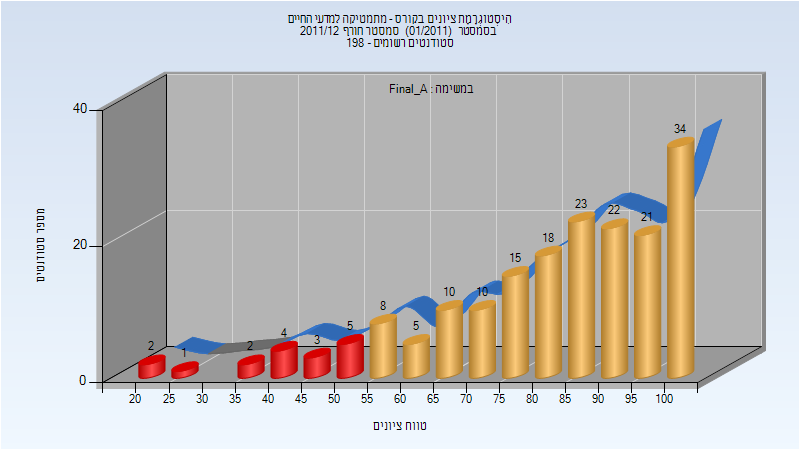 היסטוגרמת ציונים בקורס - מתמטיקה למדעי החיים
בסמסטר (01/2011) סמסטר חורף 2011/12
סטודנטים רשומים - 198
במשימה : Final_A
מספר סטודנטים
40
20
0
2
1
2
4
3
5
8
5
10
10
15
18
23
22
21
34
20 25 30 35 40 45 50 55 60 65 70 75 80 85 90 95 100
טווח ציונים